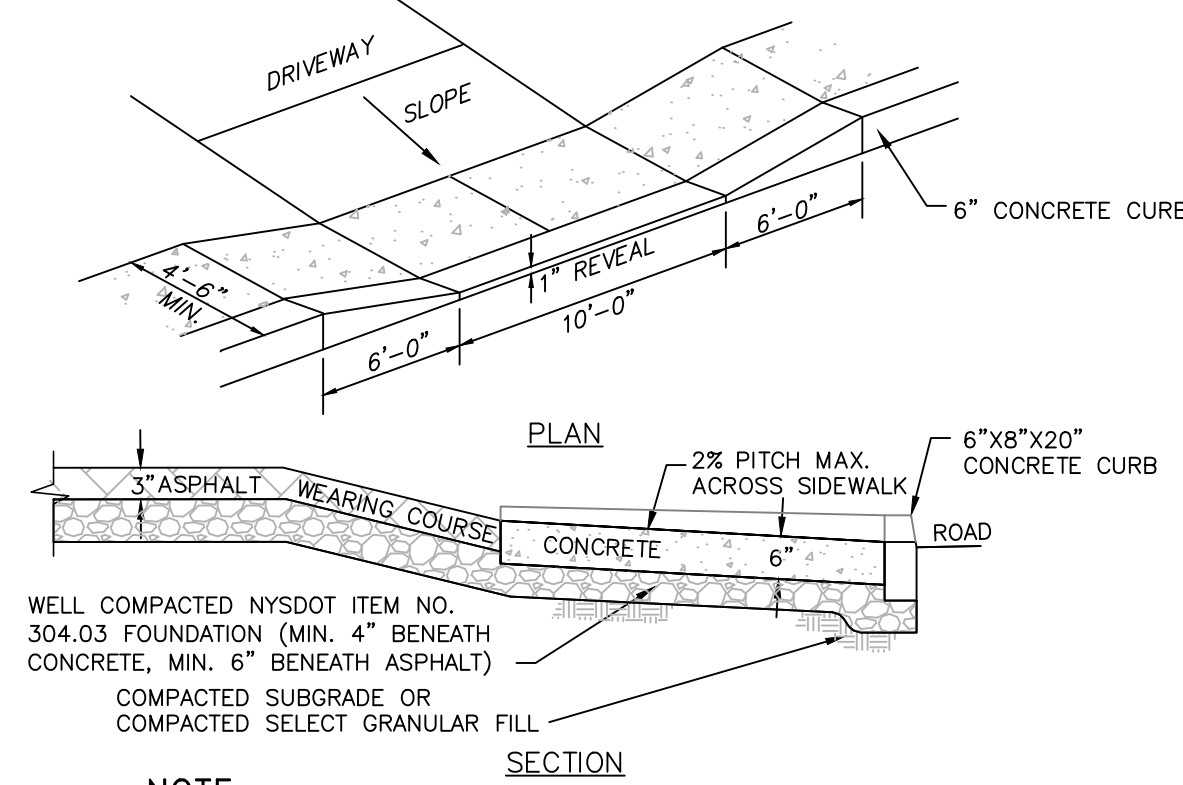 DRIVEWAY
SLOPE
6" CONCRETE CURB
6'-0"
1" REVEAL
10'-0"
4'-6"
MIN.
6'-0"
PLAN
6"X8"X20"
CONCRETE CURB
2% PITCH MAX.
ACROSS SIDEWALK
3" ASPHALT
WEARING COURSE
CONCRETE
6"
ROAD
WELL COMPACTED NYSDOT ITEM NO.
304.03 FOUNDATION (MIN. 4" BENEATH
CONCRETE, MIN. 6" BENEATH ASPHALT)
COMPACTED SUBGRADE OR
COMPACTED SELECT GRANULAR FILL
SECTION
NOTE